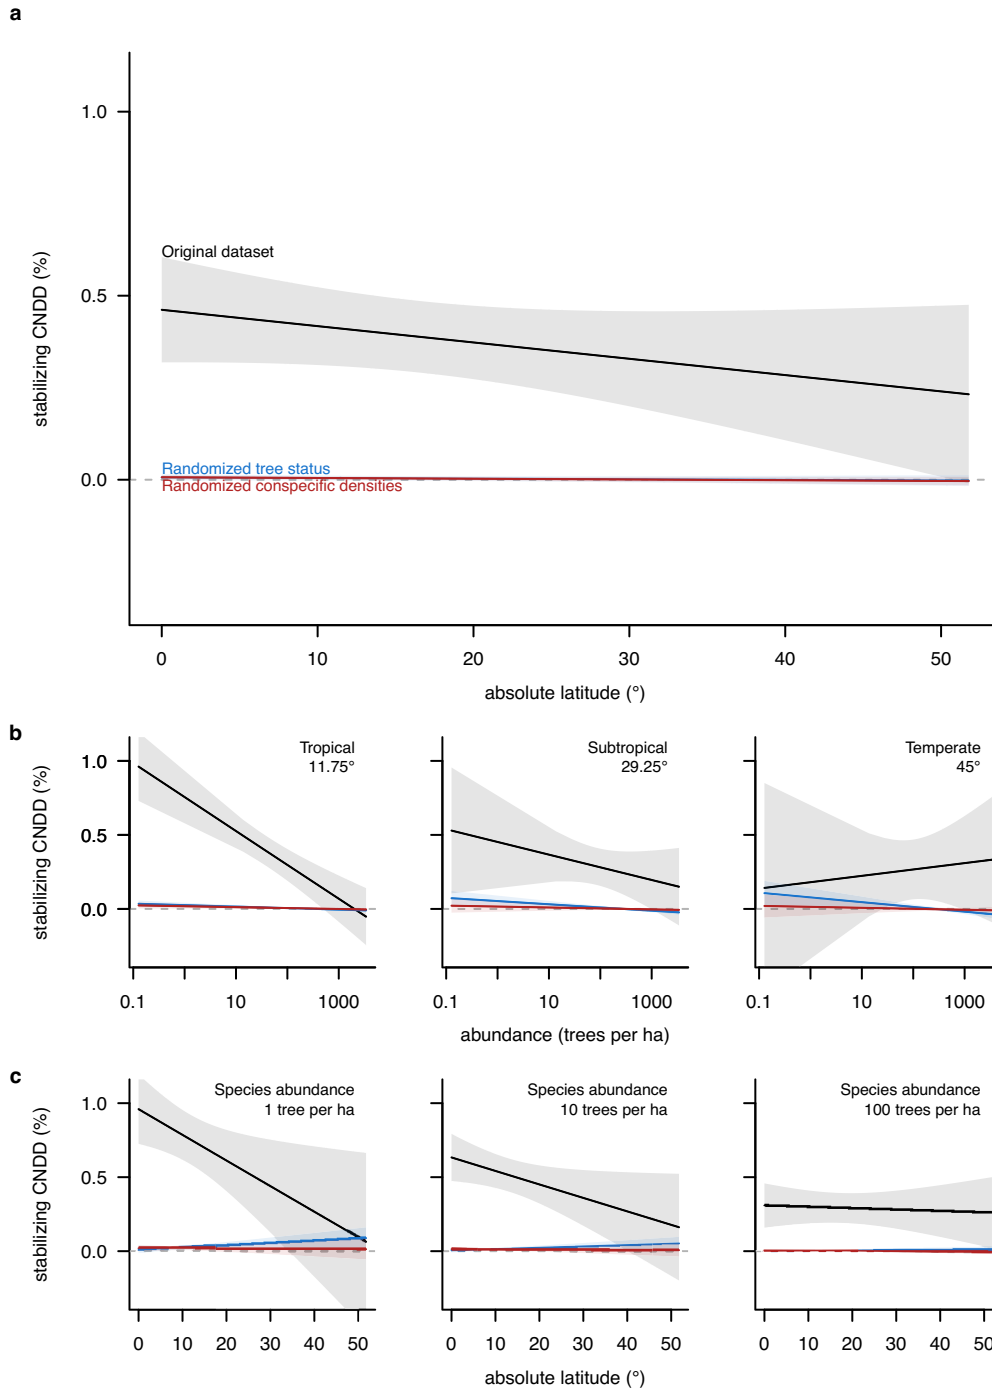 a
1.0
0.5
0.0
stabilizing CNDD (%)
Original dataset
Randomized tree status
Randomized conspecific densities
0 10 20 30 40 50
absolute latitude (°)
b
stabilizing CNDD (%)
1.0
0.5
0.0
Tropical
11.75°
0.1 10 1000
Subtropical
29.25°
0.1 10 1000
Temperate
45°
0.1 10 1000
abundance (trees per ha)
c
stabilizing CNDD (%)
1.0
0.5
0.0
Species abundance
1 tree per ha
0 10 20 30 40 50
Species abundance
10 trees per ha
0 10 20 30 40 50
Species abundance
100 trees per ha
0 10 20 30 40 50
absolute latitude (°)